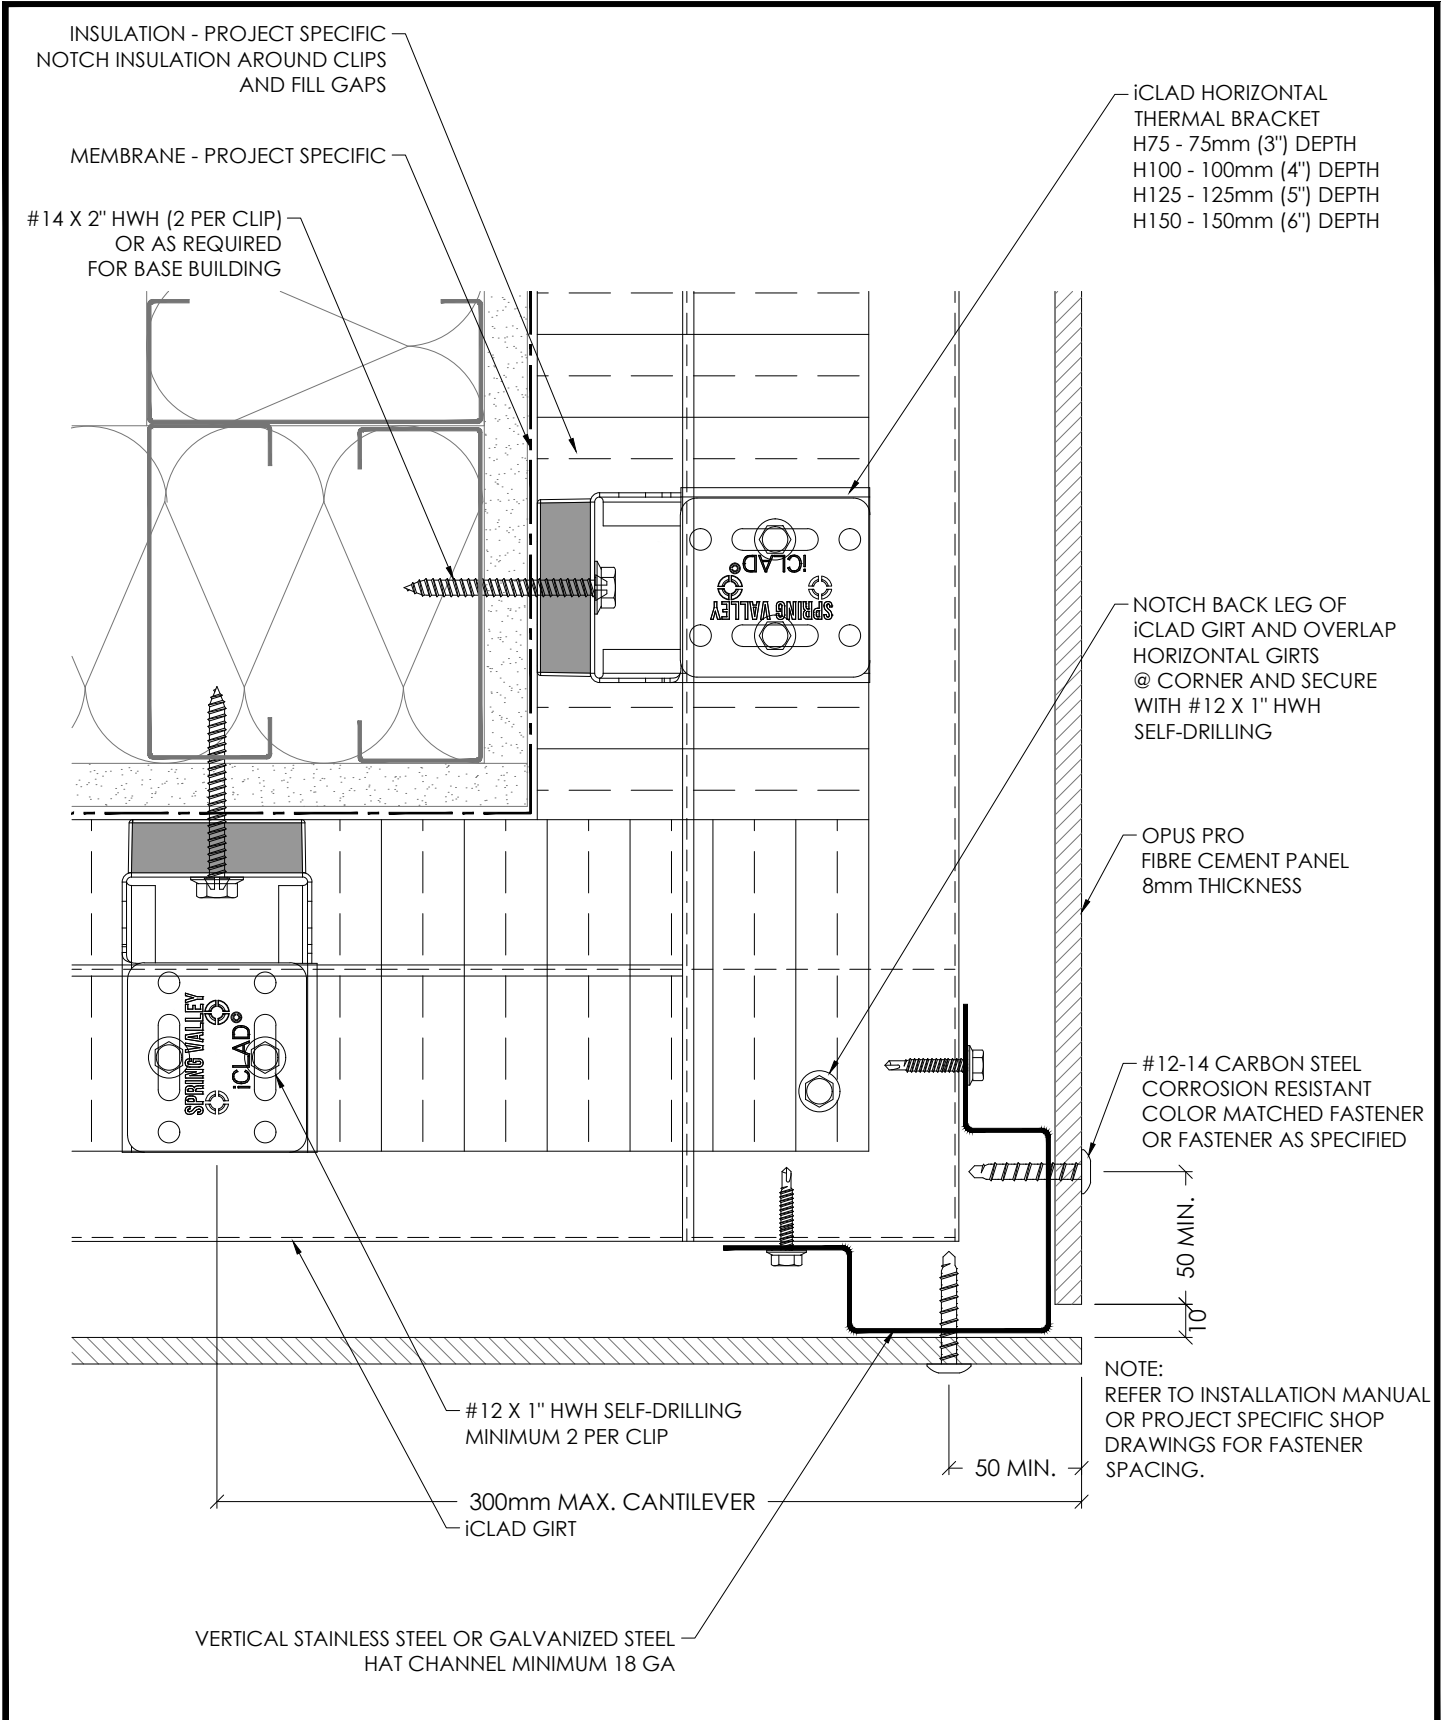 INSULATION - PROJECT SPECIFIC
NOTCH INSULATION AROUND CLIPS
AND FILL GAPS
MEMBRANE - PROJECT SPECIFIC
#14 X 2" HWH (2 PER CLIP)
OR AS REQUIRED
FOR BASE BUILDING
iCLAD HORIZONTAL
THERMAL BRACKET
H75 - 75mm (3") DEPTH
H100 - 100mm (4") DEPTH
H125 - 125mm (5") DEPTH
H150 - 150mm (6") DEPTH
iCLAD®
SPRING VALLEY
NOTCH BACK LEG OF
iCLAD GIRT AND OVERLAP
HORIZONTAL GIRTS
@ CORNER AND SECURE
WITH #12 X 1" HWH
SELF-DRILLING
OPUS PRO
FIBRE CEMENT PANEL
8mm THICKNESS
SPRING VALLEY
iCLAD®
#12-14 CARBON STEEL
CORROSION RESISTANT
COLOR MATCHED FASTENER
OR FASTENER AS SPECIFIED
50 MIN.
10
NOTE:
REFER TO INSTALLATION MANUAL
OR PROJECT SPECIFIC SHOP
DRAWINGS FOR FASTENER
SPACING.
#12 X 1" HWH SELF-DRILLING
MINIMUM 2 PER CLIP
50 MIN.
300mm MAX. CANTILEVER
iCLAD GIRT
VERTICAL STAINLESS STEEL OR GALVANIZED STEEL
HAT CHANNEL MINIMUM 18 GA